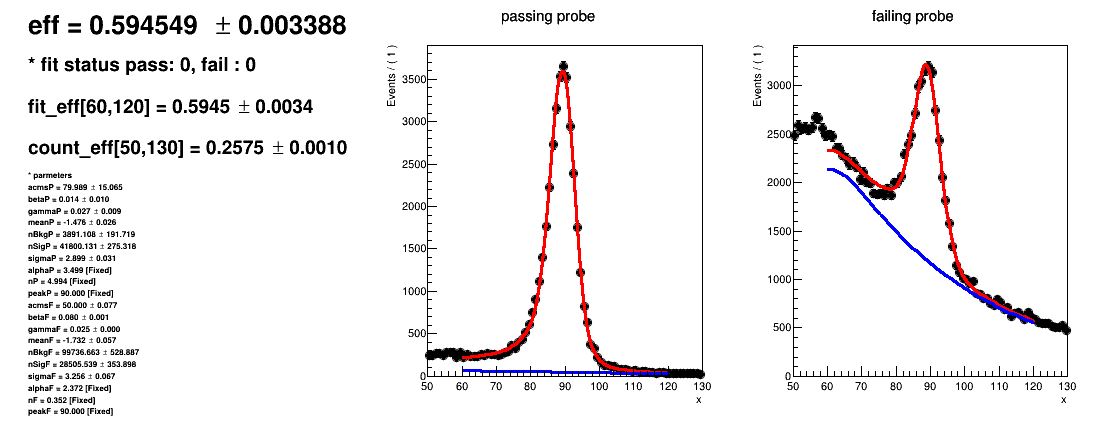 eff = 0.594549 ± 0.003388
* fit status pass: 0, fail : 0
fit_eff[60,120] = 0.5945 ± 0.0034
count_eff[50,130] = 0.2575 ± 0.0010
* parmeters
acmsP = 79.989 ± 15.065
betaP = 0.014 ± 0.010
gammaP = 0.027 ± 0.009
meanP = -1.476 ± 0.026
nBkgP = 3891.108 ± 191.719
nSigP = 41800.131 ± 275.318
sigmaP = 2.899 ± 0.031
alphaP = 3.499 [Fixed]
nP = 4.994 [Fixed]
peakP = 90.000 [Fixed]
acmsF = 50.000 ± 0.077
betaF = 0.080 ± 0.001
gammaF = 0.025 ± 0.000
meanF = -1.732 ± 0.057
nBkgF = 99736.663 ± 528.887
nSigF = 28505.539 ± 353.898
sigmaF = 3.256 ± 0.067
alphaF = 2.372 [Fixed]
nF = 0.352 [Fixed]
peakF = 90.000 [Fixed]
passing probe
Events / ( 1 )
3500
3000
2500
2000
1500
1000
500
0
50 60 70 80 90 100 110 120 130
x
failing probe
Events / ( 1 )
3000
2500
2000
1500
1000
500
0
50 60 70 80 90 100 110 120 130
x